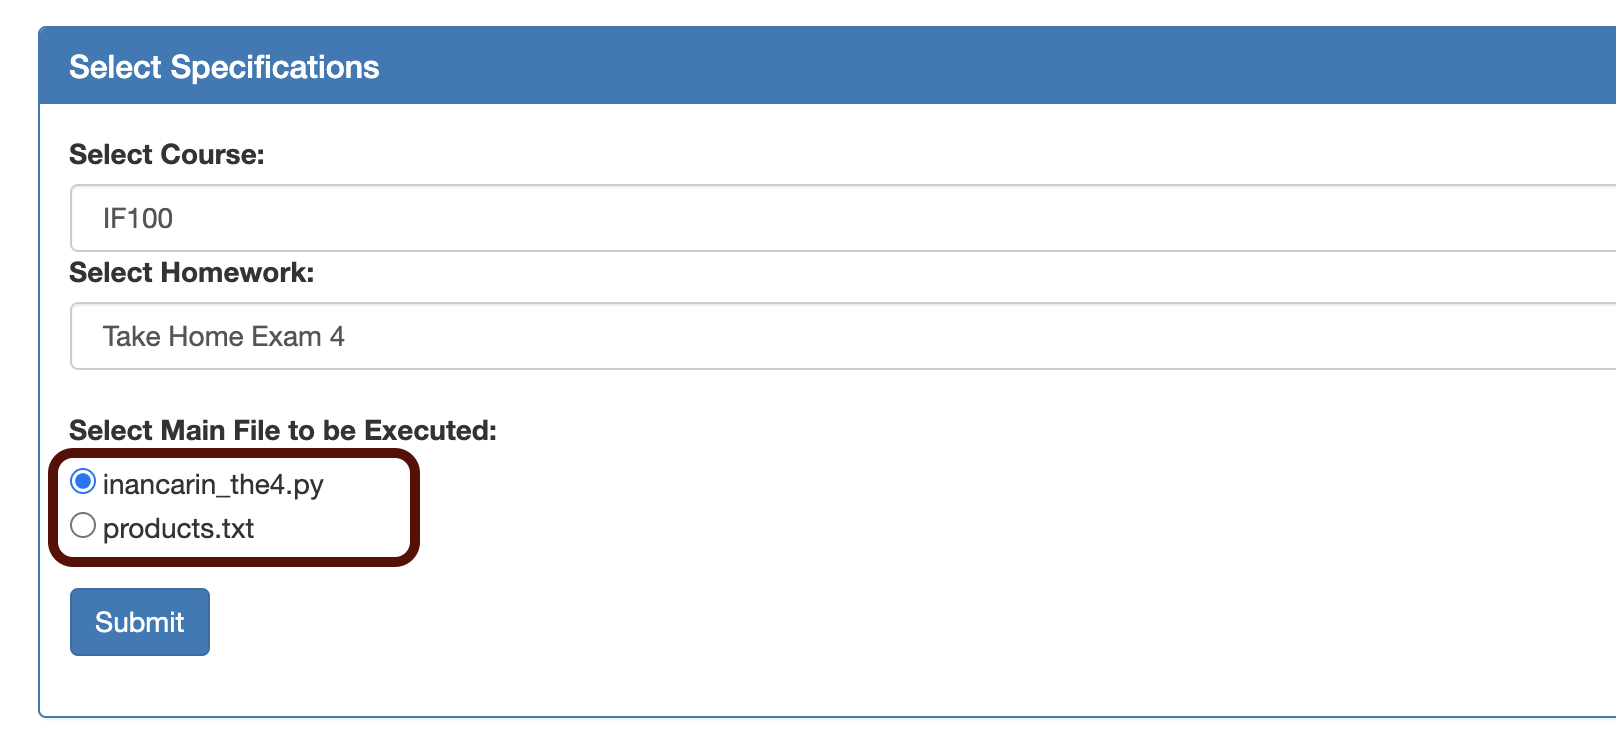 Select Specifications
Select Course:
IF100
Select Homework:
Take Home Exam 4
Select Main File to be Executed:
inancarin_the4.py
products.txt
Submit